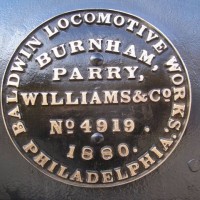 BALDWIN LOCOMOTIVE WORKS.
BURNHAM,
PARRY,
WILLIAMS & Co
No 4919.
1880.
PHILADELPHIA.